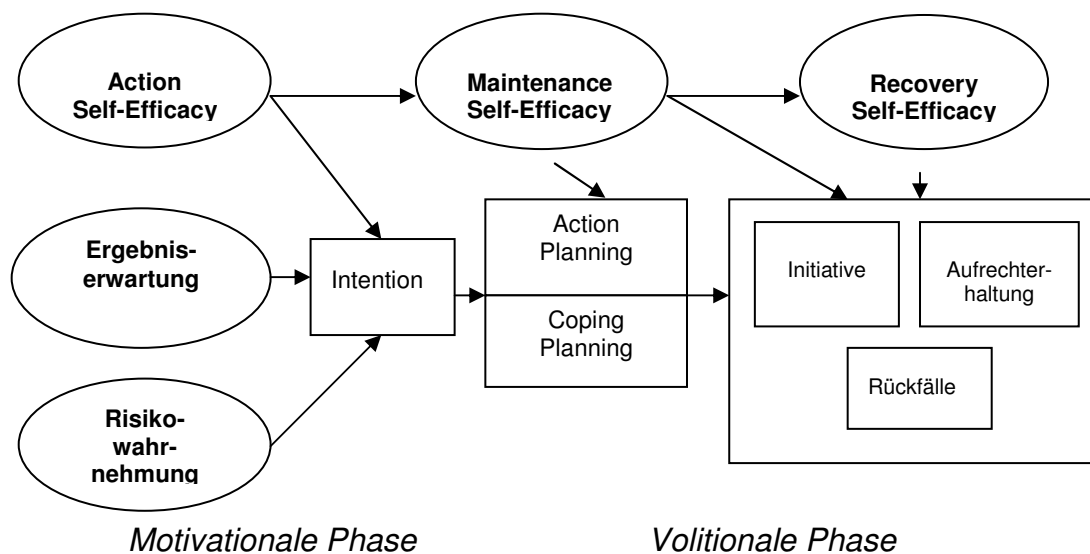 Action
Self-Efficacy
Maintenance
Self-Efficacy
Recovery
Self-Efficacy
Ergebnis-
erwartung
Intention
Action
Planning
Coping
Planning
Initiative
Aufrechter-
haltung
Rückfälle
Risiko-
wahr-
nehmung
Motivationale Phase
Volitionale Phase